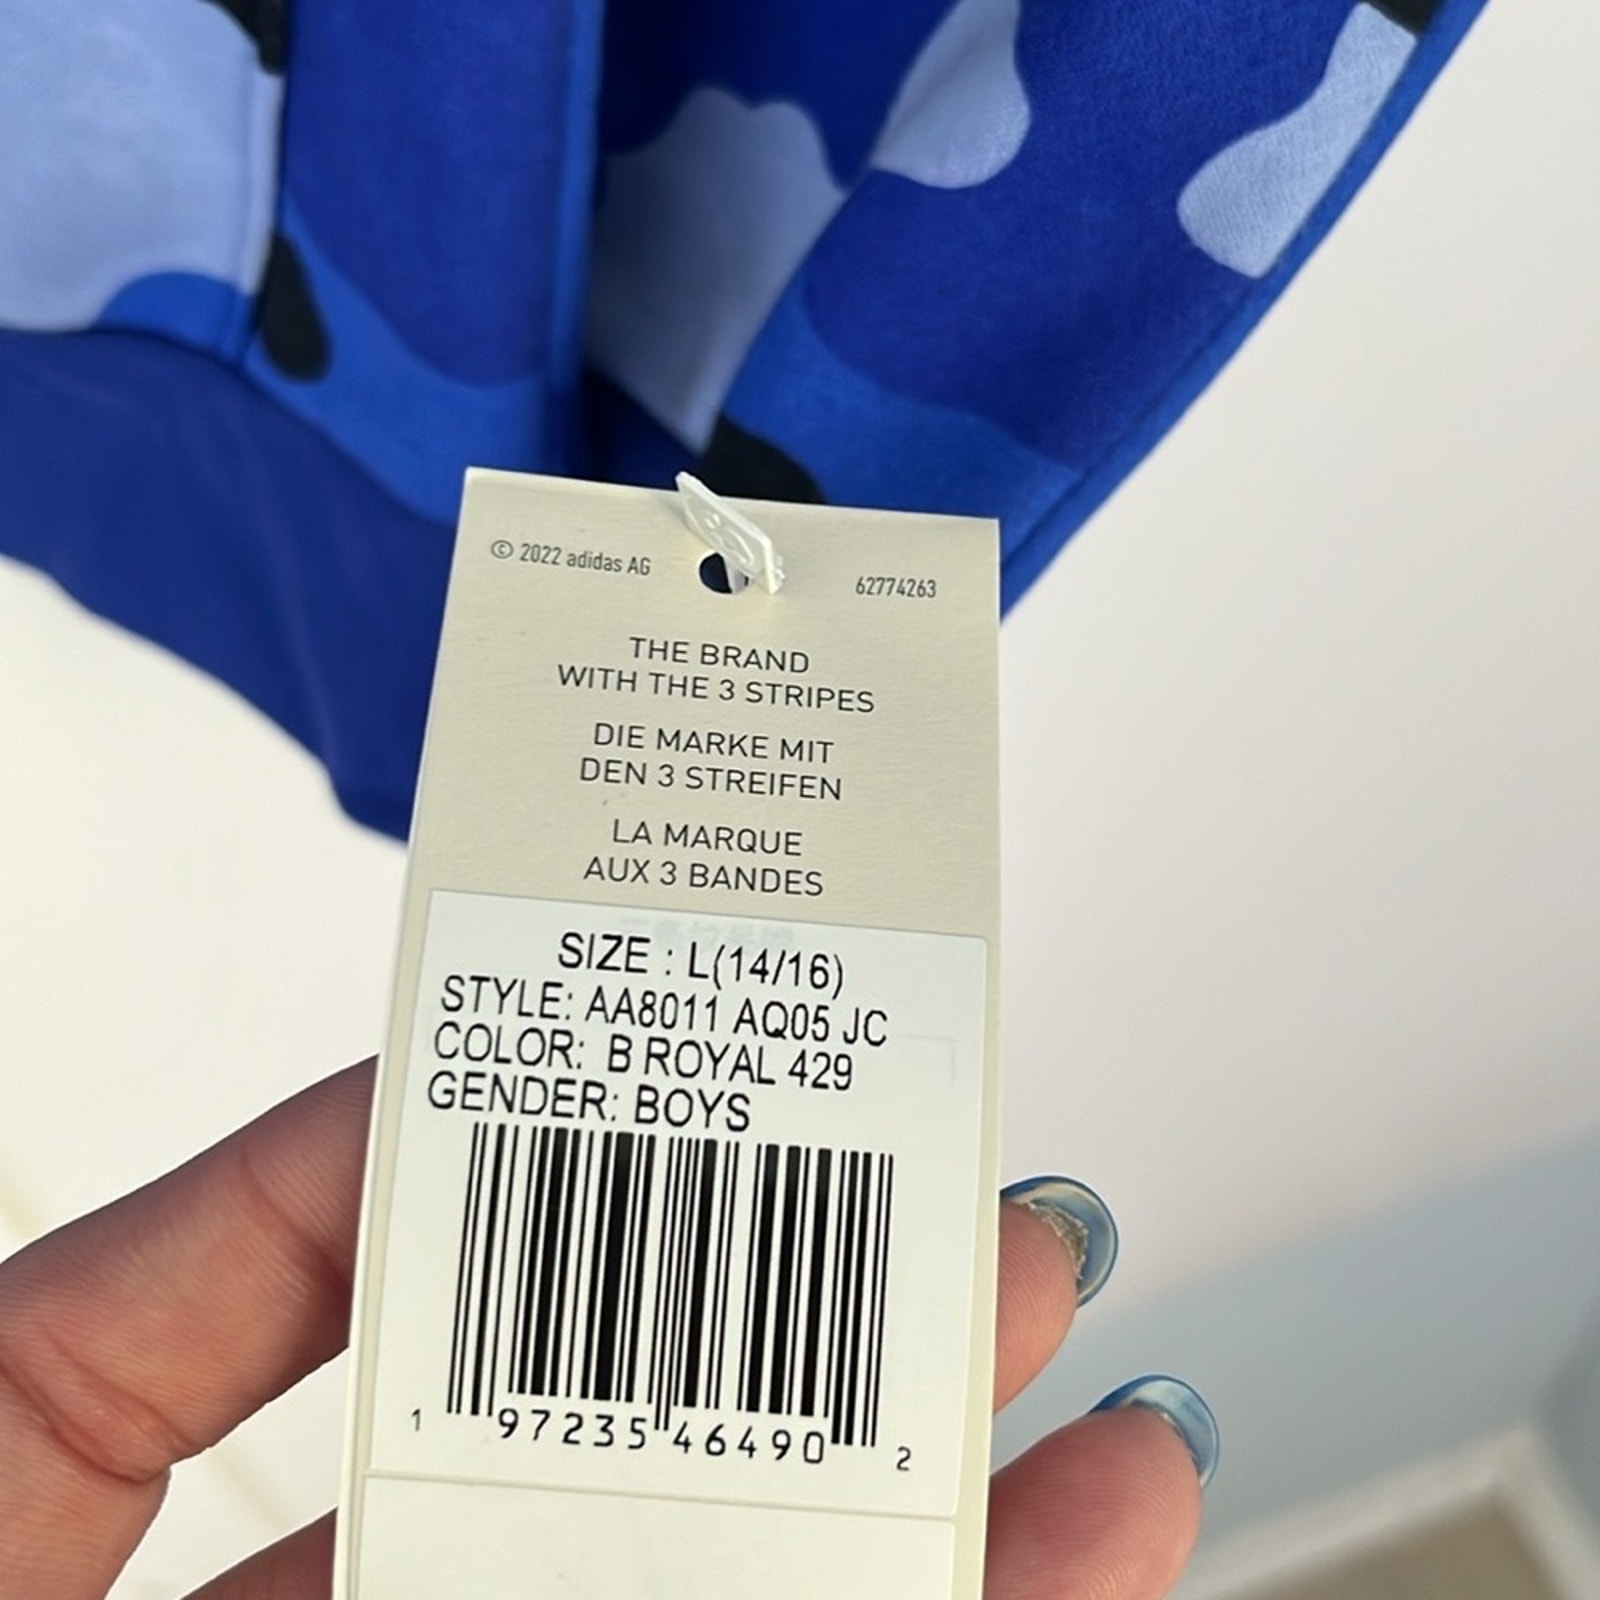 © 2022 adidas AG
62774263
THE BRAND
WITH THE 3 STRIPES
DIE MARKE MIT
DEN 3 STREIFEN
LA MARQUE
AUX 3 BANDES
SIZE : L(14/16)
STYLE: AA8011 AQ05 JC
COLOR: B ROYAL 429
GENDER: BOYS
1 97235 46490 2